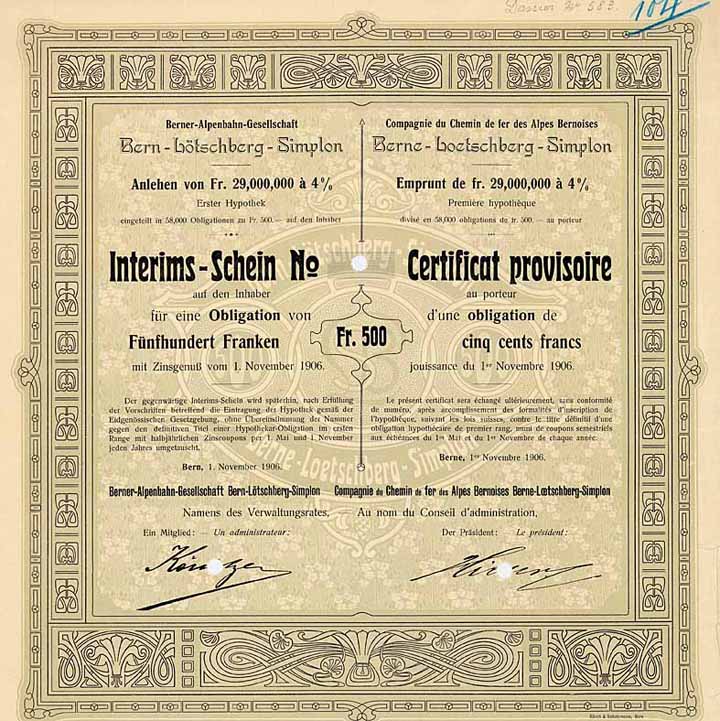 Dossier Nr 583.
104
Berner-Alpenbahn-Gesellschaft
Bern-Lötschberg-Simplon
Anlehen von Fr. 29,000,000 à 4%
Erster Hypothek
eingeteilt in 58,000 Obligationen zu Fr. 500.— auf den Inhaber
Interims-Schein No
auf den Inhaber
für eine Obligation von
Fünfhundert Franken
mit Zinsgenuß vom 1. November 1906.
Der gegenwärtige Interims-Schein wird späterhin, nach Erfüllung
der Vorschriften betreffend die Eintragung der Hypothek gemäß der
Eidgenössischen Gesetzgebung, ohne Übereinstimmung der Nummer
gegen den definitiven Titel einer Hypothekar-Obligation im ersten
Range mit halbjährlichen Zinscoupons per 1. Mai und 1. November
jeden Jahres umgetauscht.
Bern, 1. November 1906.
Compagnie du Chemin de fer des Alpes Bernoises
Berne-Loetschberg-Simplon
Emprunt de fr. 29,000,000 à 4%
Première hypothèque
divisé en 58,000 obligations de fr. 500.— au porteur
Certificat provisoire
au porteur
d'une obligation de
cinq cents francs
jouissance du 1er Novembre 1906.
Le présent certificat sera échangé ultérieurement, sans conformité
de numéro, après accomplissement des formalités d'inscription de
l'hypothèque, suivant les lois suisses, contre le titre définitif d'une
obligation hypothécaire de premier rang, muni de coupons semestriels
aux échéances du 1er Mai et du 1er Novembre de chaque année.
Berne, 1er Novembre 1906.
Fr. 500
Berner-Alpenbahn-Gesellschaft Bern-Lötschberg-Simplon
Compagnie du Chemin de fer des Alpes Bernoises Berne-Lœtschberg-Simplon
Namens des Verwaltungsrates,
Au nom du Conseil d'administration,
Ein Mitglied: — Un administrateur:
Der Präsident: Le président:
Lötschberg - Si
Berne - Loetschberg - Simplon